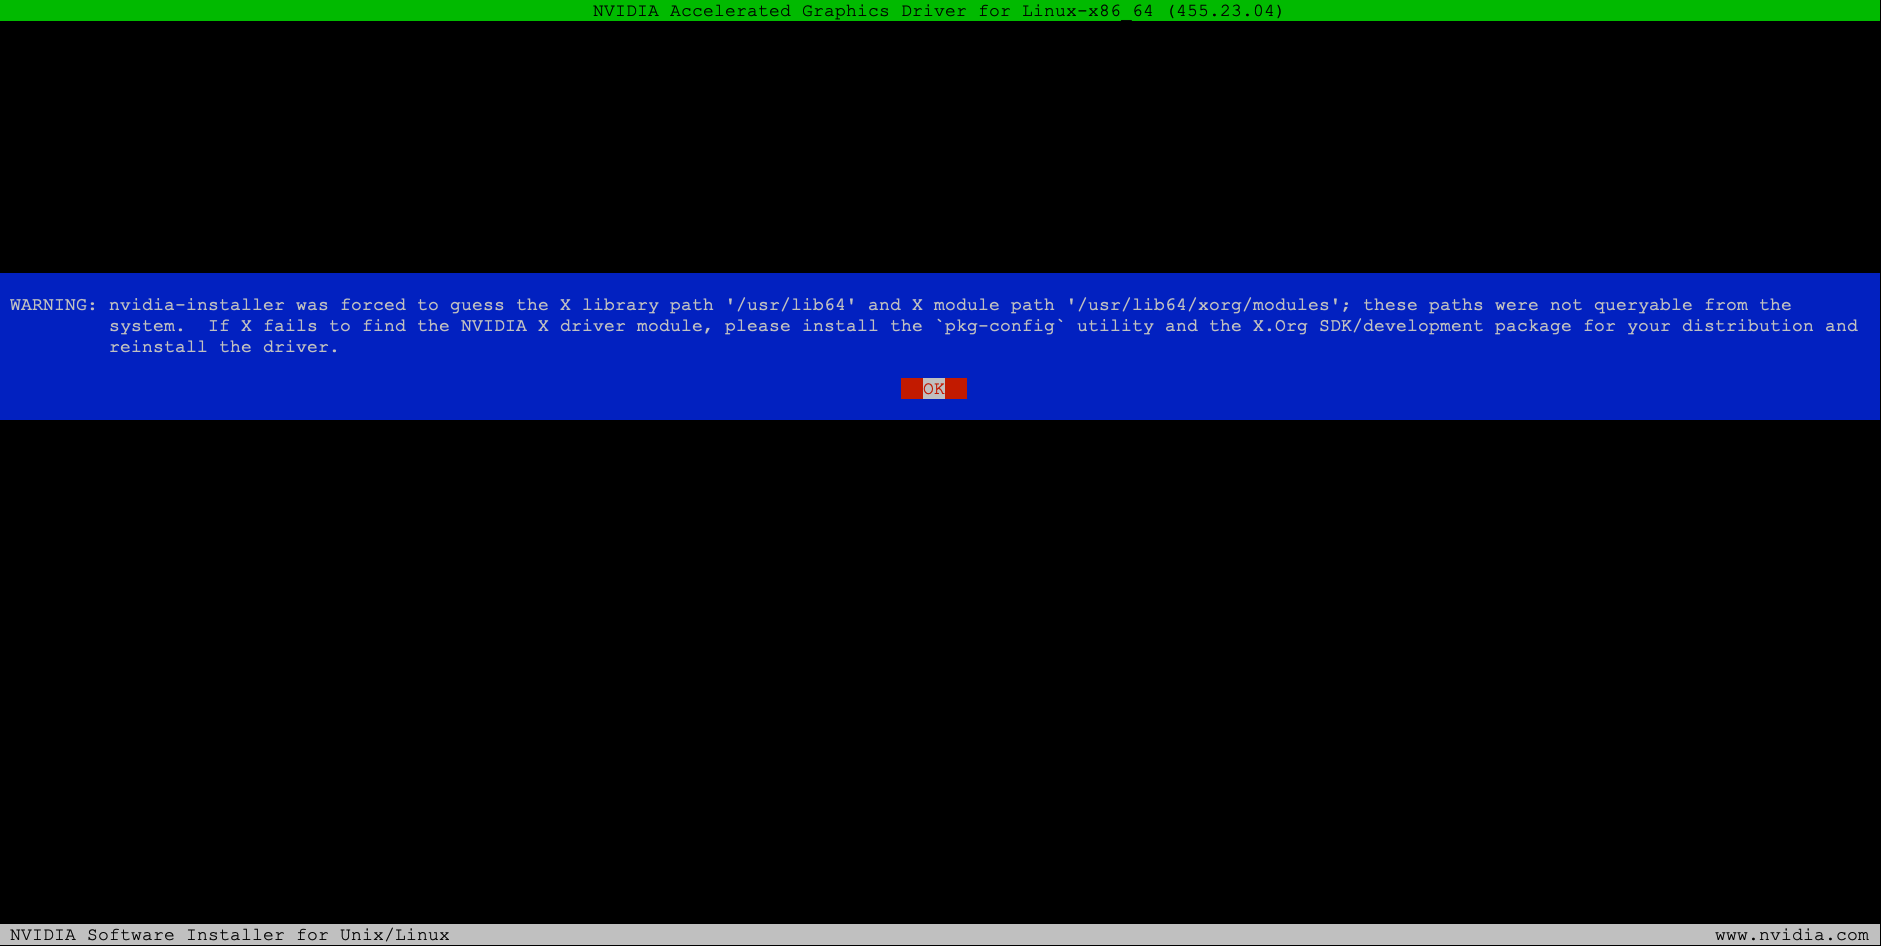 NVIDIA Accelerated Graphics Driver for Linux-x86_64 (455.23.04)
WARNING: nvidia-installer was forced to guess the X library path '/usr/lib64' and X module path '/usr/lib64/xorg/modules'; these paths were not queryable from the
system.  If X fails to find the NVIDIA X driver module, please install the `pkg-config` utility and the X.Org SDK/development package for your distribution and
reinstall the driver.
OK
NVIDIA Software Installer for Unix/Linux www.nvidia.com